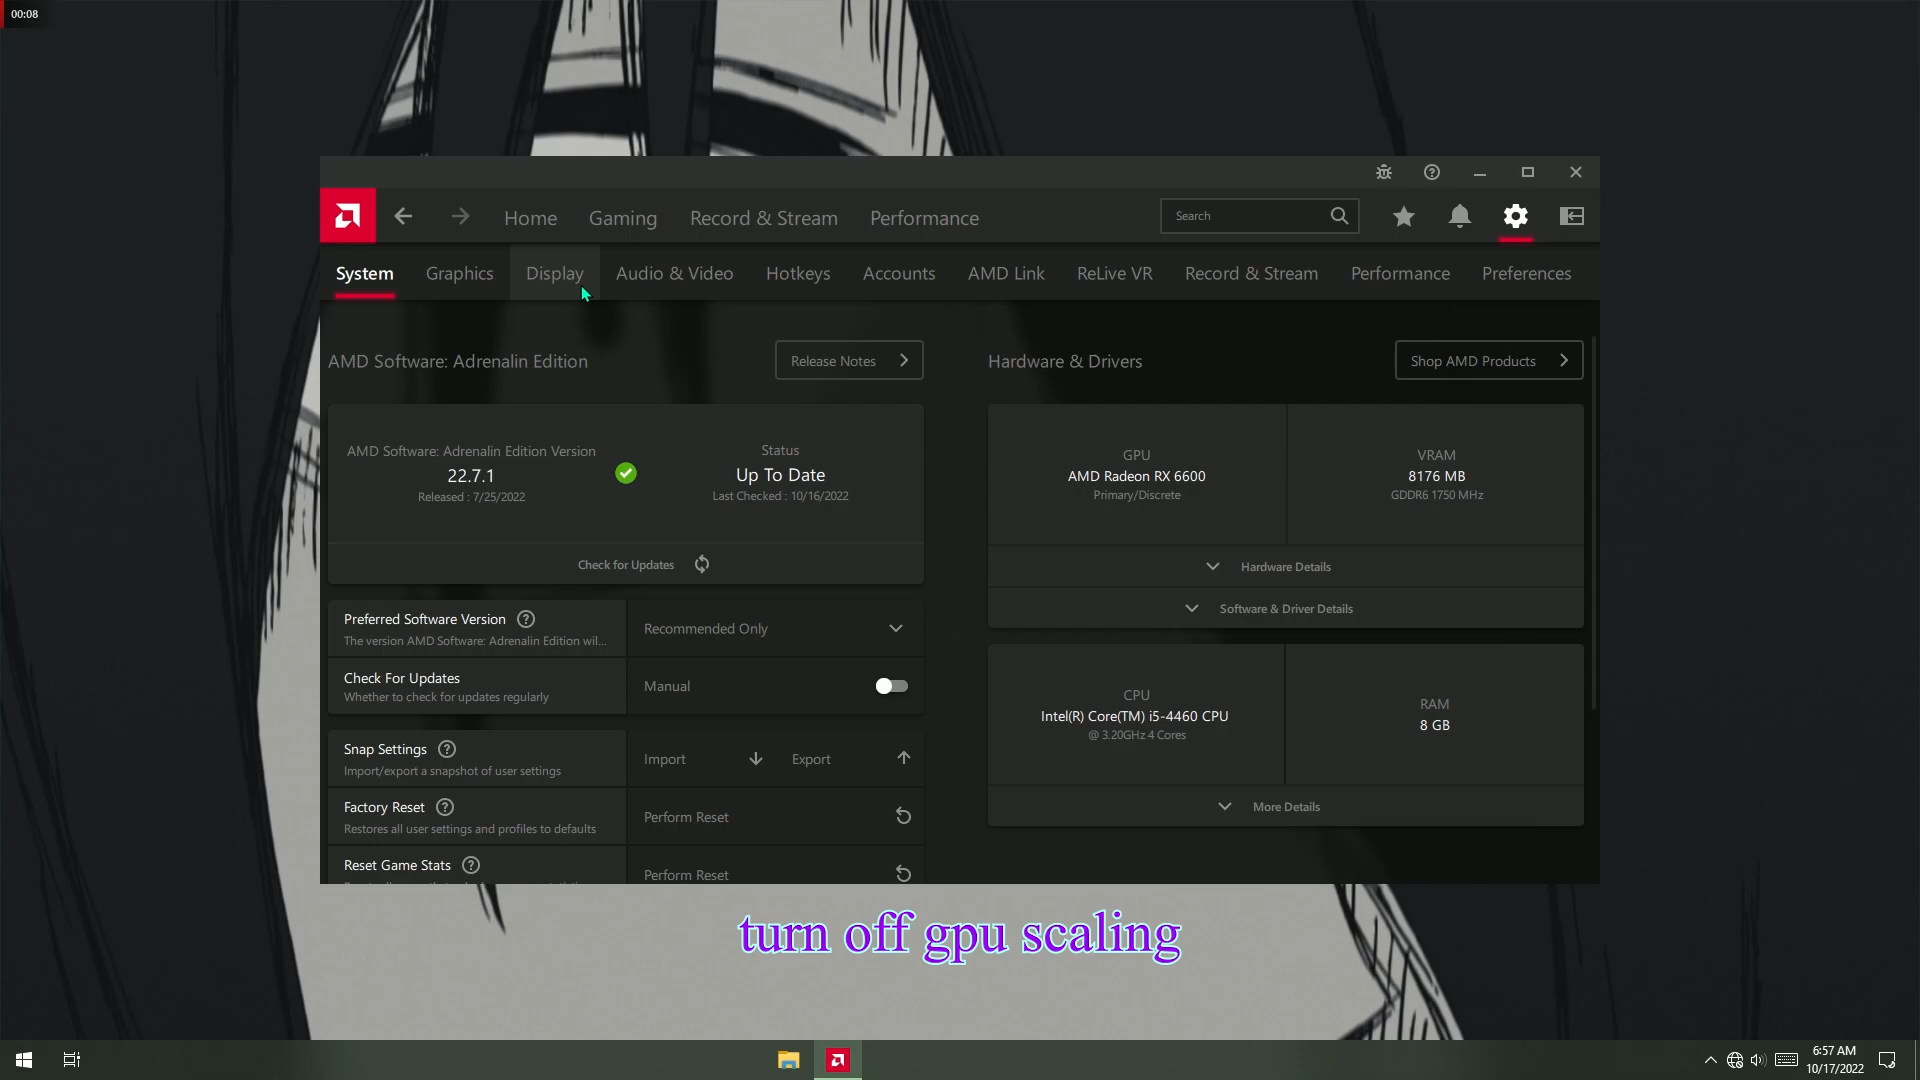 00:08
Home Gaming Record & Stream Performance Search
System Graphics Display Audio & Video Hotkeys Accounts AMD Link ReLive VR Record & Stream Performance Preferences
AMD Software: Adrenalin Edition
Release Notes
AMD Software: Adrenalin Edition Version
22.7.1
Released : 7/25/2022
Status
Up To Date
Last Checked : 10/16/2022
Check for Updates
Preferred Software Version
The version AMD Software: Adrenalin Edition wil...
Recommended Only
Check For Updates
Whether to check for updates regularly
Manual
Snap Settings
Import/export a snapshot of user settings
Import Export
Factory Reset
Restores all user settings and profiles to defaults
Perform Reset
Reset Game Stats
Perform Reset
Hardware & Drivers
Shop AMD Products
GPU
AMD Radeon RX 6600
Primary/Discrete
VRAM
8176 MB
GDDR6 1750 MHz
Hardware Details
Software & Driver Details
CPU
Intel(R) Core(TM) i5-4460 CPU
@ 3.20GHz 4 Cores
RAM
8 GB
More Details
turn off gpu scaling
6:57 AM
10/17/2022